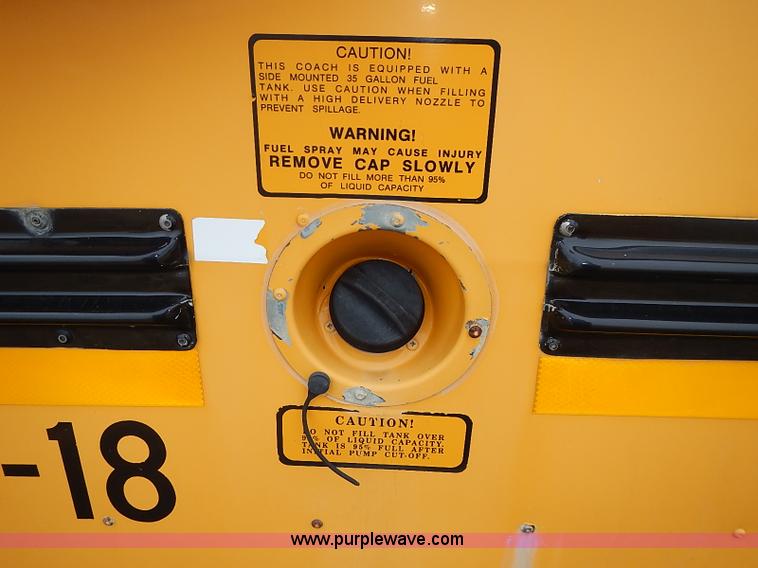 CAUTION!
THIS COACH IS EQUIPPED WITH A
SIDE MOUNTED 35 GALLON FUEL
TANK. USE CAUTION WHEN FILLING
WITH A HIGH DELIVERY NOZZLE TO
PREVENT SPILLAGE.
WARNING!
FUEL SPRAY MAY CAUSE INJURY
REMOVE CAP SLOWLY
DO NOT FILL MORE THAN 95%
OF LIQUID CAPACITY
CAUTION!
DO NOT FILL TANK OVER
95% OF LIQUID CAPACITY.
TANK IS 95% FULL AFTER
INITIAL PUMP CUT-OFF.
-18
www.purplewave.com